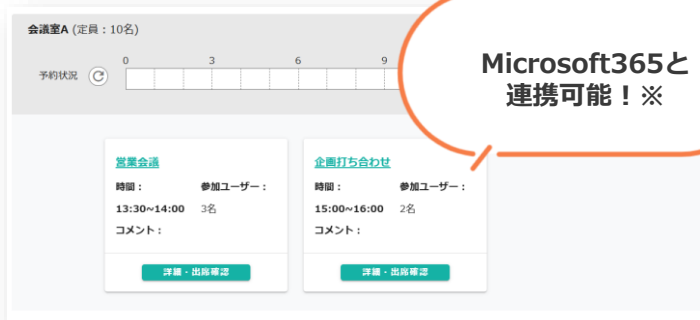 会議室A (定員：10名)
Microsoft365と
連携可能！※
予約状況
0 3 6 9
営業会議
時間： 参加ユーザー：
13:30~14:00 3名
コメント：
詳細・出席確認
企画打ち合わせ
時間： 参加ユーザー：
15:00~16:00 2名
コメント：
詳細・出席確認